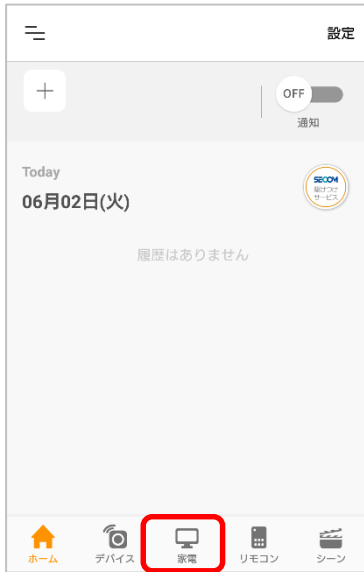 設定
OFF
通知
Today
06月02日(火)
SECOM
駆けつけ
サービス
履歴はありません
ホーム
デバイス
家電
リモコン
シーン